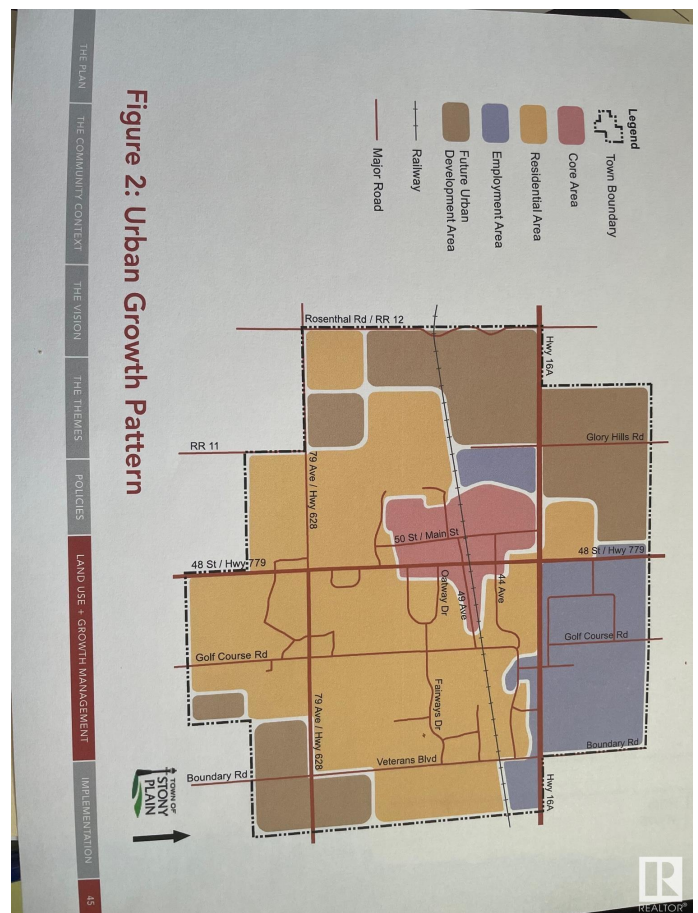 Legend
Town Boundary
Core Area
Residential Area
Employment Area
Future Urban
Development Area
Railway
Major Road
Rosenthal Rd / RR 12
Hwy 16A
Glory Hills Rd
RR 11
79 Ave / Hwy 628
50 St / Main St
48 St / Hwy 779
48 St / Hwy 779
Oatway Dr
49 Ave
44 Ave
Golf Course Rd
Golf Course Rd
Fairways Dr
79 Ave / Hwy 628
Veterans Blvd
Boundary Rd
Boundary Rd
Hwy 16A
Figure 2: Urban Growth Pattern
TOWN OF
STONY
PLAIN
THE PLAN
THE COMMUNITY CONTEXT
THE VISION
THE THEMES
POLICIES
LAND USE + GROWTH MANAGEMENT
IMPLEMENTATION
45
R
REALTOR®